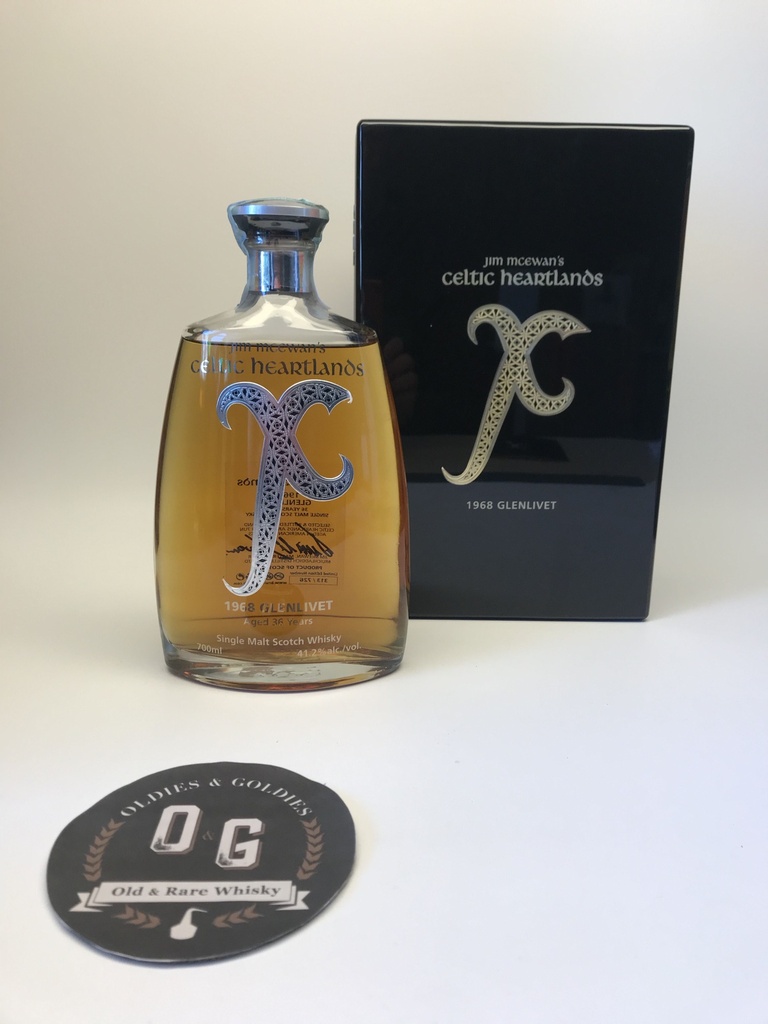 jim mcewan's
celtic heartlands
1968 GLENLIVET
jim mcewan's
celtic heartlands
1968 GLENLIVET
Aged 36 Years
Single Malt Scotch Whisky
700ml
41.2%alc/vol.
OLDIES & GOLDIES
O & G
Old & Rare Whisky